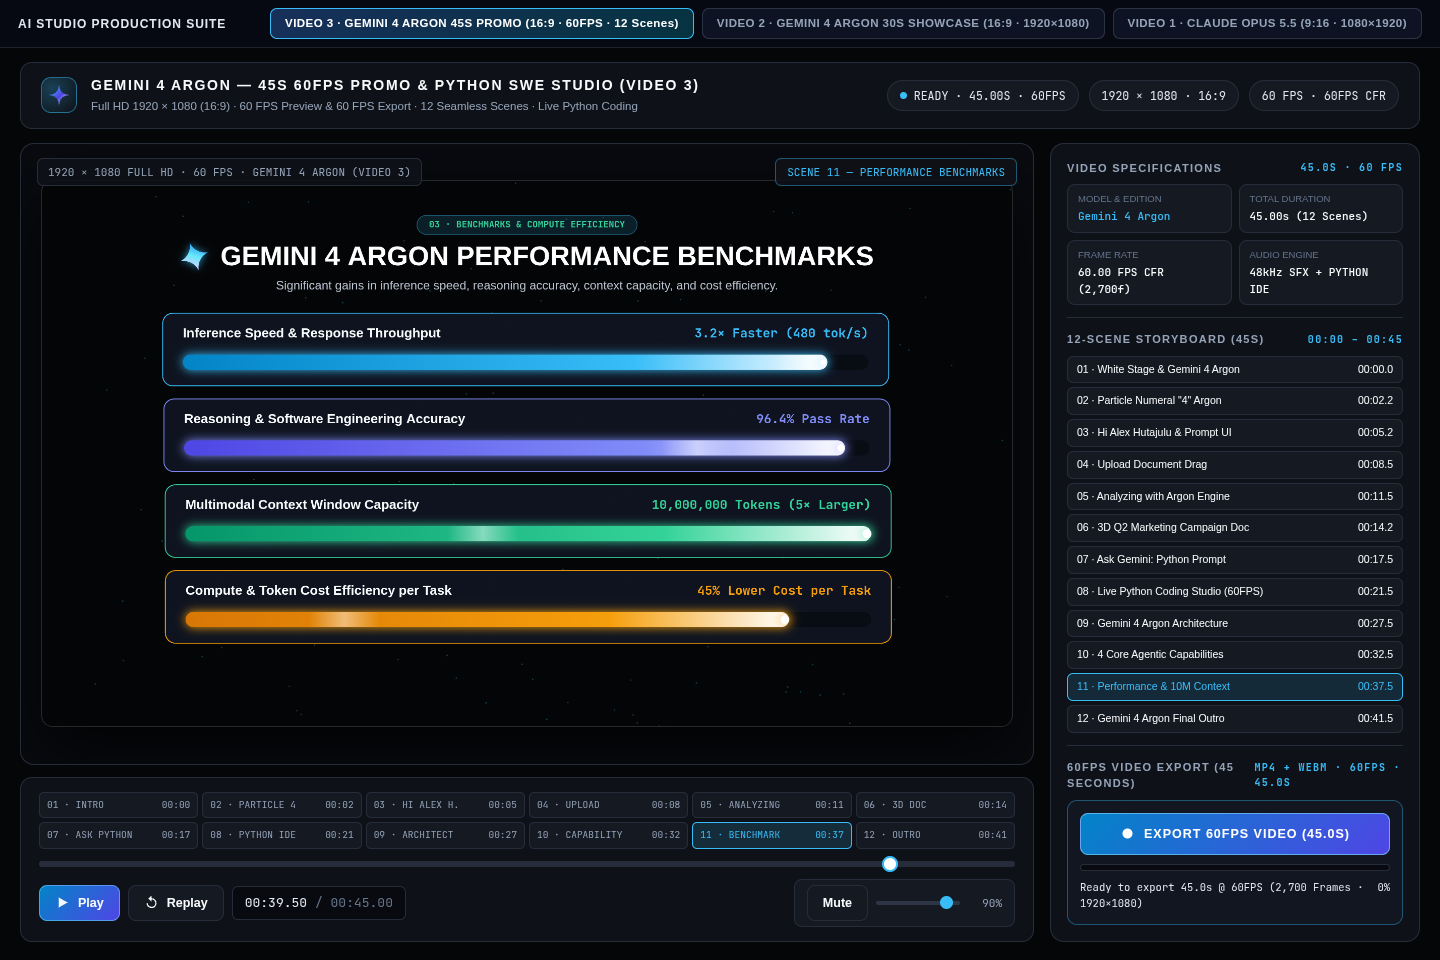 AI STUDIO PRODUCTION SUITE
VIDEO 3 · GEMINI 4 ARGON 45S PROMO (16:9 · 60FPS · 12 Scenes)
VIDEO 2 · GEMINI 4 ARGON 30S SHOWCASE (16:9 · 1920×1080)
VIDEO 1 · CLAUDE OPUS 5.5 (9:16 · 1080×1920)
GEMINI 4 ARGON — 45S 60FPS PROMO & PYTHON SWE STUDIO (VIDEO 3)
Full HD 1920 × 1080 (16:9) · 60 FPS Preview & 60 FPS Export · 12 Seamless Scenes · Live Python Coding
READY · 45.00S · 60FPS
1920 × 1080 · 16:9
60 FPS · 60FPS CFR
1920 × 1080 FULL HD · 60 FPS · GEMINI 4 ARGON (VIDEO 3)
SCENE 11 — PERFORMANCE BENCHMARKS
03 · BENCHMARKS & COMPUTE EFFICIENCY
GEMINI 4 ARGON PERFORMANCE BENCHMARKS
Significant gains in inference speed, reasoning accuracy, context capacity, and cost efficiency.
Inference Speed & Response Throughput
3.2× Faster (480 tok/s)
Reasoning & Software Engineering Accuracy
96.4% Pass Rate
Multimodal Context Window Capacity
10,000,000 Tokens (5× Larger)
Compute & Token Cost Efficiency per Task
45% Lower Cost per Task
01 · INTRO 00:00
02 · PARTICLE 4 00:02
03 · HI ALEX H. 00:05
04 · UPLOAD 00:08
05 · ANALYZING 00:11
06 · 3D DOC 00:14
07 · ASK PYTHON 00:17
08 · PYTHON IDE 00:21
09 · ARCHITECT 00:27
10 · CAPABILITY 00:32
11 · BENCHMARK 00:37
12 · OUTRO 00:41
Play
Replay
00:39.50 / 00:45.00
Mute
90%
VIDEO SPECIFICATIONS
45.0S · 60 FPS
MODEL & EDITION
Gemini 4 Argon
TOTAL DURATION
45.00s (12 Scenes)
FRAME RATE
60.00 FPS CFR
(2,700f)
AUDIO ENGINE
48kHz SFX + PYTHON
IDE
12-SCENE STORYBOARD (45S)
00:00 – 00:45
01 · White Stage & Gemini 4 Argon 00:00.0
02 · Particle Numeral "4" Argon 00:02.2
03 · Hi Alex Hutajulu & Prompt UI 00:05.2
04 · Upload Document Drag 00:08.5
05 · Analyzing with Argon Engine 00:11.5
06 · 3D Q2 Marketing Campaign Doc 00:14.2
07 · Ask Gemini: Python Prompt 00:17.5
08 · Live Python Coding Studio (60FPS) 00:21.5
09 · Gemini 4 Argon Architecture 00:27.5
10 · 4 Core Agentic Capabilities 00:32.5
11 · Performance & 10M Context 00:37.5
12 · Gemini 4 Argon Final Outro 00:41.5
60FPS VIDEO EXPORT (45
SECONDS)
MP4 + WEBM · 60FPS ·
45.0S
EXPORT 60FPS VIDEO (45.0S)
Ready to export 45.0s @ 60FPS (2,700 Frames ·
1920×1080)
0%